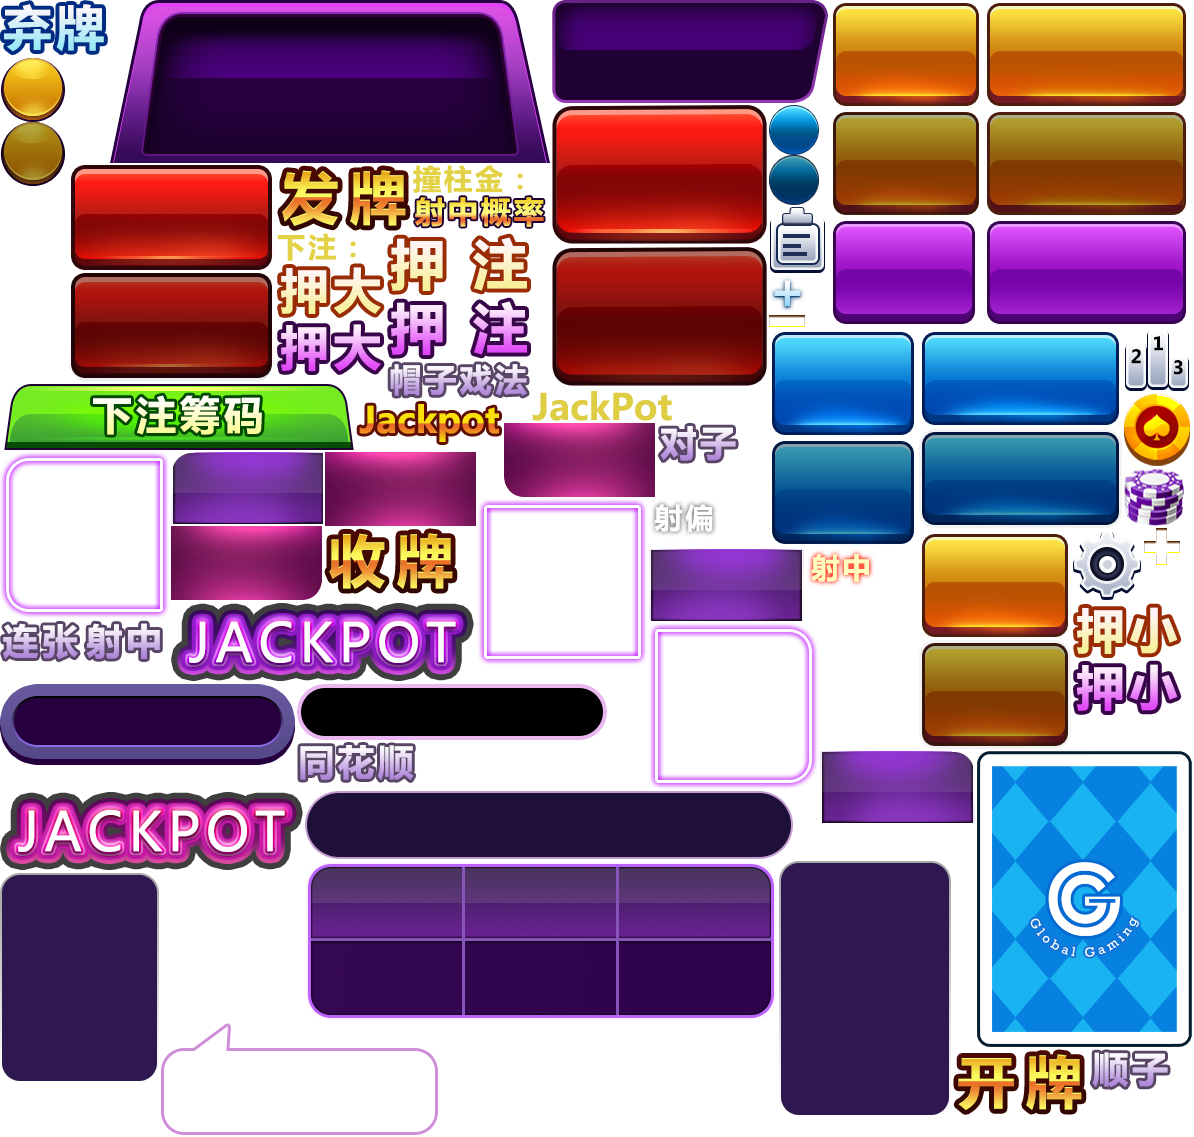 弃牌
发牌
撞柱金：
射中概率
下注：
押 注
押大
押 注
押大
帽子戏法
下注筹码
Jackpot
JackPot
对子
1
2
3
射偏
收牌
射中
连张
射中
JACKPOT
押小
押小
同花顺
JACKPOT
G
Global Gaming
开牌
顺子